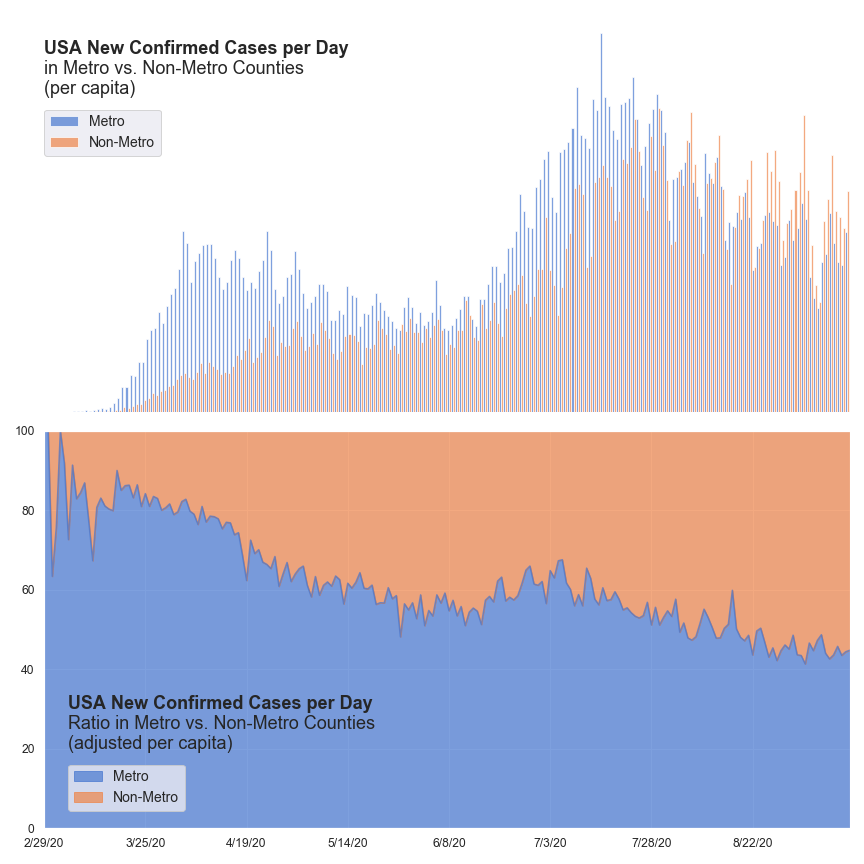 USA New Confirmed Cases per Day
in Metro vs. Non-Metro Counties
(per capita)
Metro
Non-Metro
100
80
60
40
20
0
USA New Confirmed Cases per Day
Ratio in Metro vs. Non-Metro Counties
(adjusted per capita)
Metro
Non-Metro
2/29/20 3/25/20 4/19/20 5/14/20 6/8/20 7/3/20 7/28/20 8/22/20